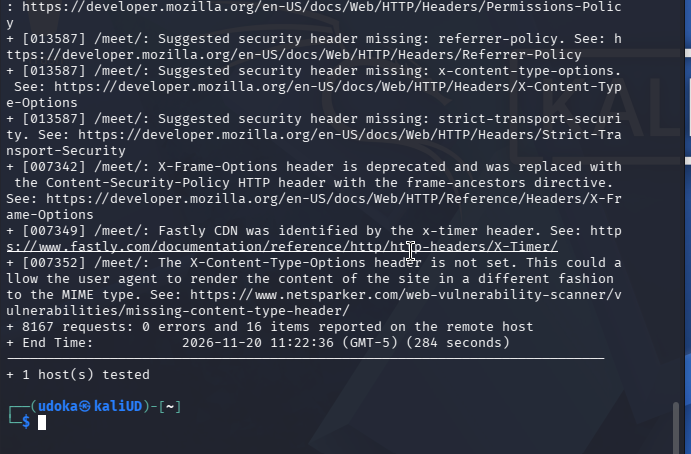 : https://developer.mozilla.org/en-US/docs/Web/HTTP/Headers/Permissions-Polic
y
+ [013587] /meet/: Suggested security header missing: referrer-policy. See: h
ttps://developer.mozilla.org/en-US/docs/Web/HTTP/Headers/Referrer-Policy
+ [013587] /meet/: Suggested security header missing: x-content-type-options.
 See: https://developer.mozilla.org/en-US/docs/Web/HTTP/Headers/X-Content-Typ
e-Options
+ [013587] /meet/: Suggested security header missing: strict-transport-securi
ty. See: https://developer.mozilla.org/en-US/docs/Web/HTTP/Headers/Strict-Tra
nsport-Security
+ [007342] /meet/: X-Frame-Options header is deprecated and was replaced with
 the Content-Security-Policy HTTP header with the frame-ancestors directive.
See: https://developer.mozilla.org/en-US/docs/Web/HTTP/Reference/Headers/X-Fr
ame-Options
+ [007349] /meet/: Fastly CDN was identified by the x-timer header. See: http
s://www.fastly.com/documentation/reference/http/http-headers/X-Timer/
+ [007352] /meet/: The X-Content-Type-Options header is not set. This could a
llow the user agent to render the content of the site in a different fashion
to the MIME type. See: https://www.netsparker.com/web-vulnerability-scanner/v
ulnerabilities/missing-content-type-header/
+ 8167 requests: 0 errors and 16 items reported on the remote host
+ End Time:           2026-11-20 11:22:36 (GMT-5) (284 seconds)
+ 1 host(s) tested
┌──(udoka㉿kaliUD)-[~]
└─$
KAL